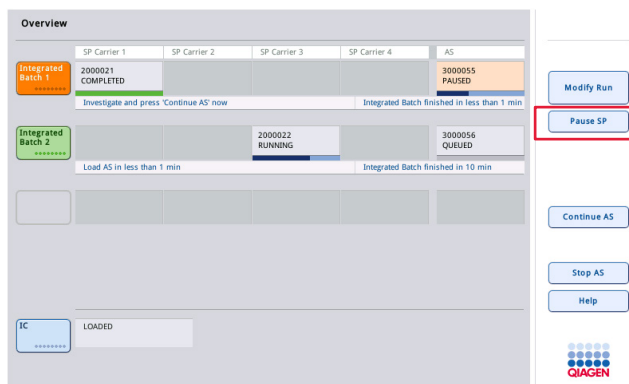 Overview
SP Carrier 1
SP Carrier 2
SP Carrier 3
SP Carrier 4
AS
Integrated
Batch 1
********
2000021
COMPLETED
3000055
PAUSED
Investigate and press 'Continue AS' now
Integrated Batch finished in less than 1 min
Integrated
Batch 2
********
2000022
RUNNING
3000056
QUEUED
Load AS in less than 1 min
Integrated Batch finished in 10 min
IC
********
LOADED
Modify Run
Pause SP
Continue AS
Stop AS
Help
QIAGEN